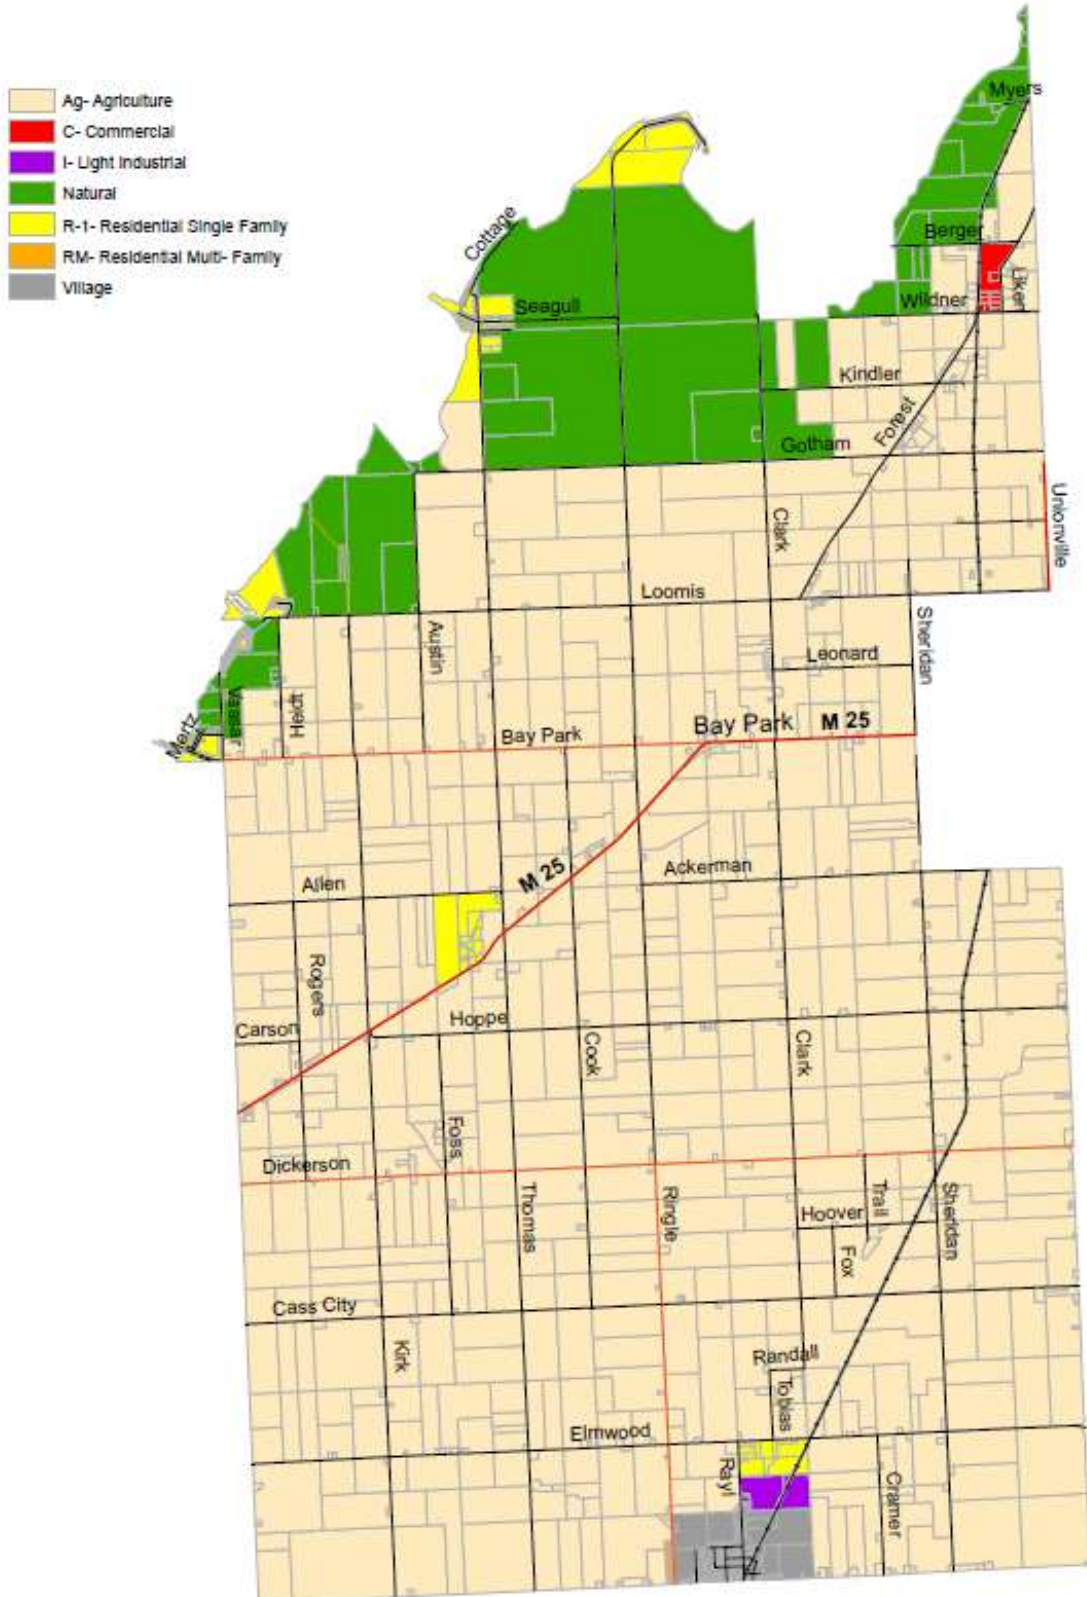 Ag- Agriculture
C- Commercial
I- Light Industrial
Natural
R-1- Residential Single Family
RM- Residential Multi- Family
Village
Myers
Cottage
Berger
Liker
Seagull
Wildner
Kindler
Forest
Gotham
Unionville
Clark
Loomis
Austin
Sheridan
Leonard
Vassar
Heidt
Mertz
Bay Park
Bay Park
M 25
M 25
Ackerman
Allen
Rogers
Carson
Hoppe
Cook
Clark
Foss
Dickerson
Thomas
Ringle
Trail
Hoover
Sheridan
Fox
Cass City
Kirk
Randall
Tobias
Elmwood
Rayl
Cramer